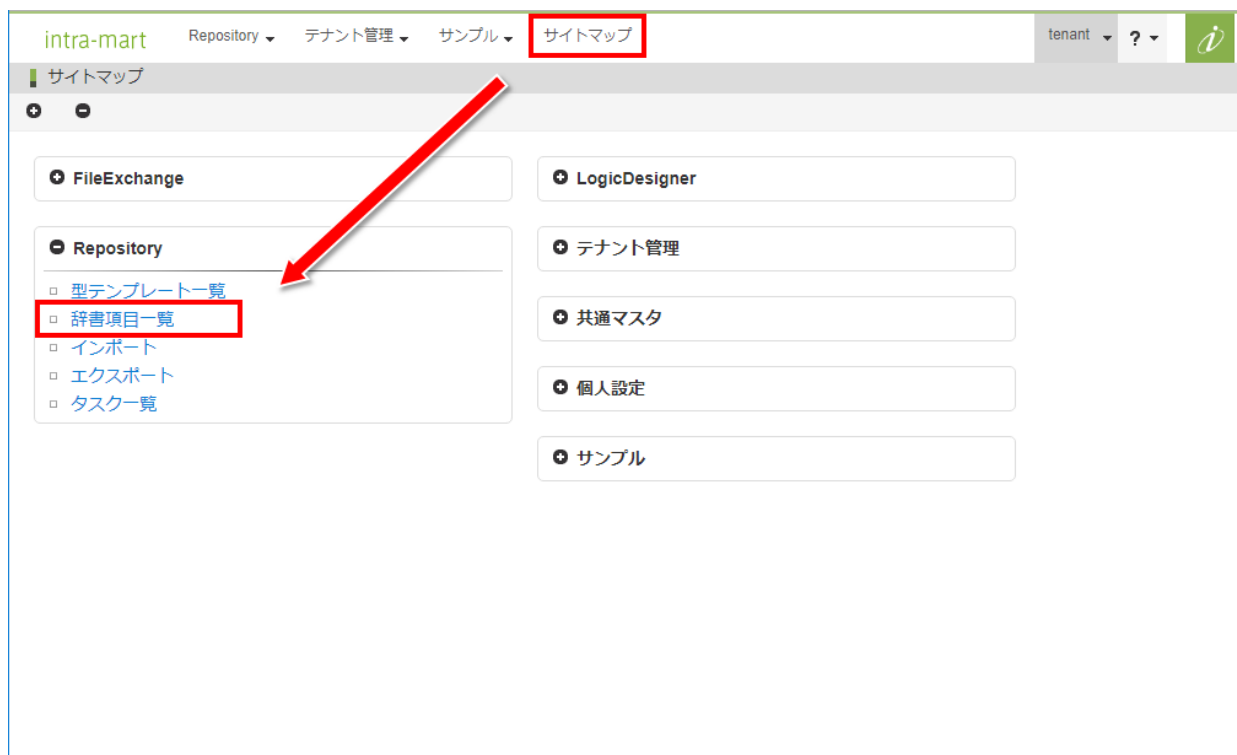 intra-mart Repository テナント管理 サンプル サイトマップ tenant ?
サイトマップ
FileExchange
Repository
型テンプレート一覧
辞書項目一覧
インポート
エクスポート
タスク一覧
LogicDesigner
テナント管理
共通マスタ
個人設定
サンプル